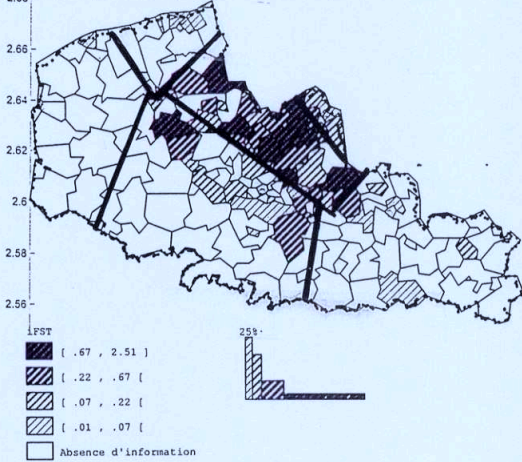 2.66
2.64
2.62
2.6
2.58
2.56
iFST
25%
[ .67 , 2.51 ]
[ .22 , .67 [
[ .07 , .22 [
[ .01 , .07 [
Absence d'information